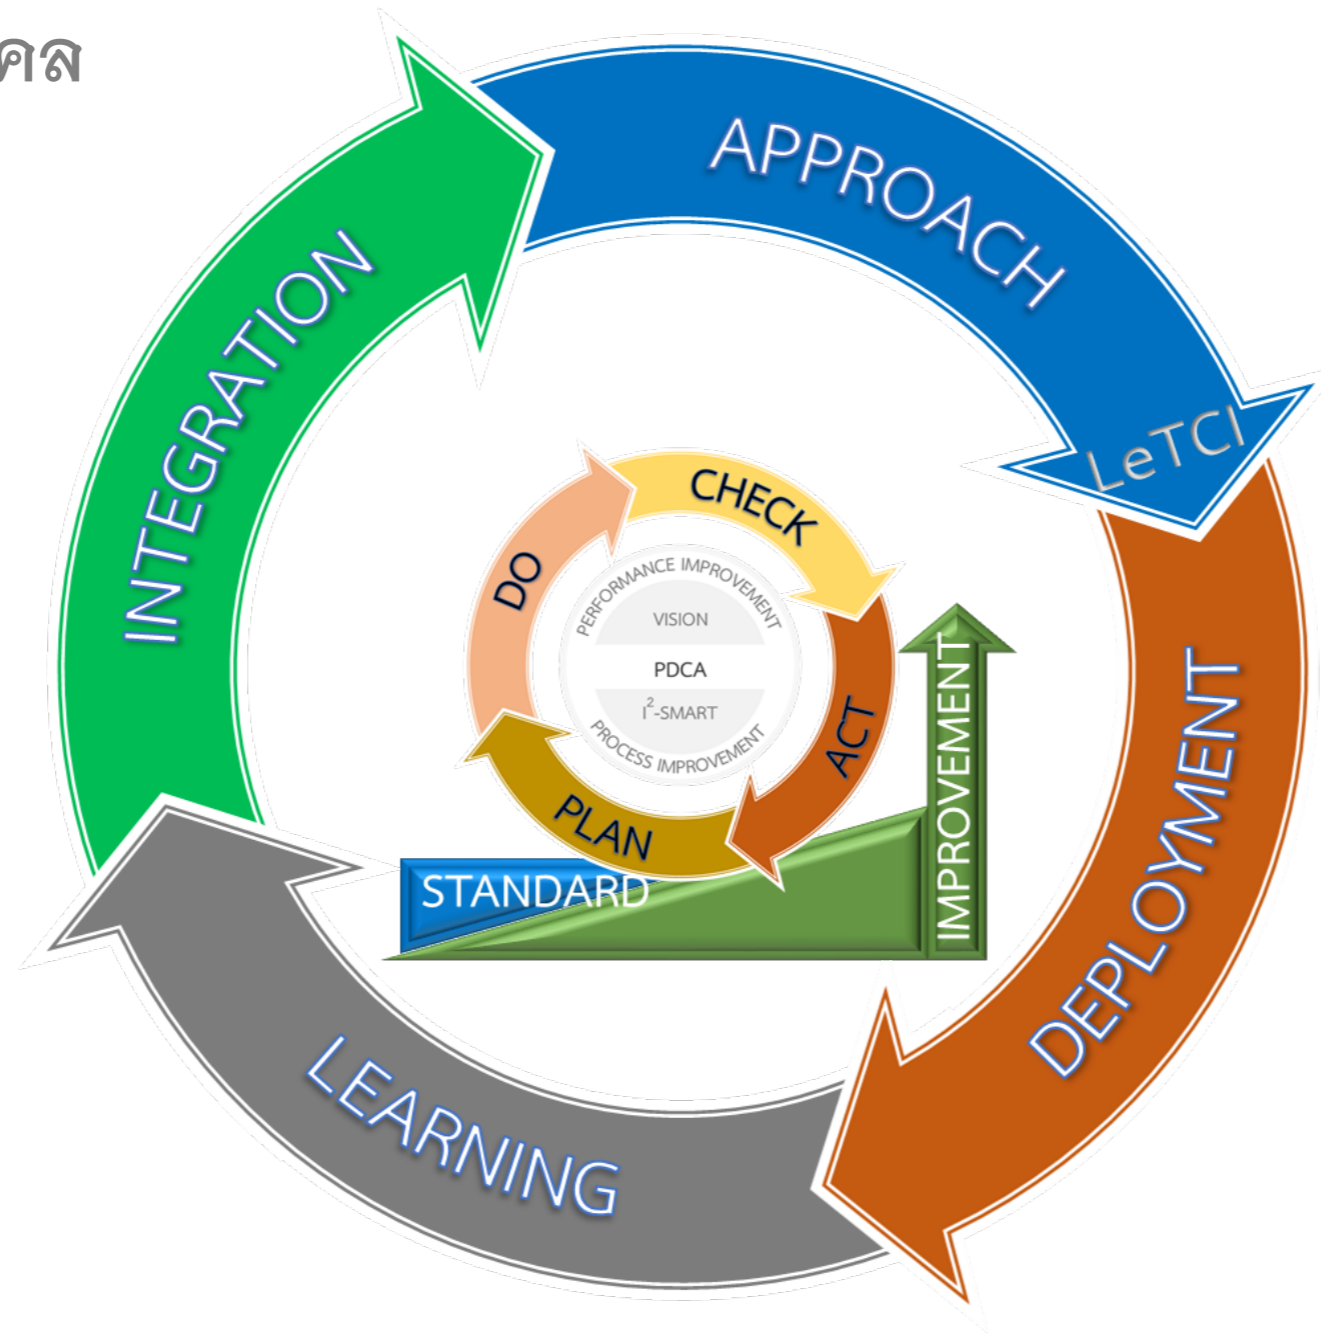 คล
APPROACH
LeTCI
INTEGRATION
DEPLOYMENT
LEARNING
CHECK
DO
ACT
PLAN
PERFORMANCE IMPROVEMENT
VISION
PDCA
I²-SMART
PROCESS IMPROVEMENT
STANDARD
IMPROVEMENT